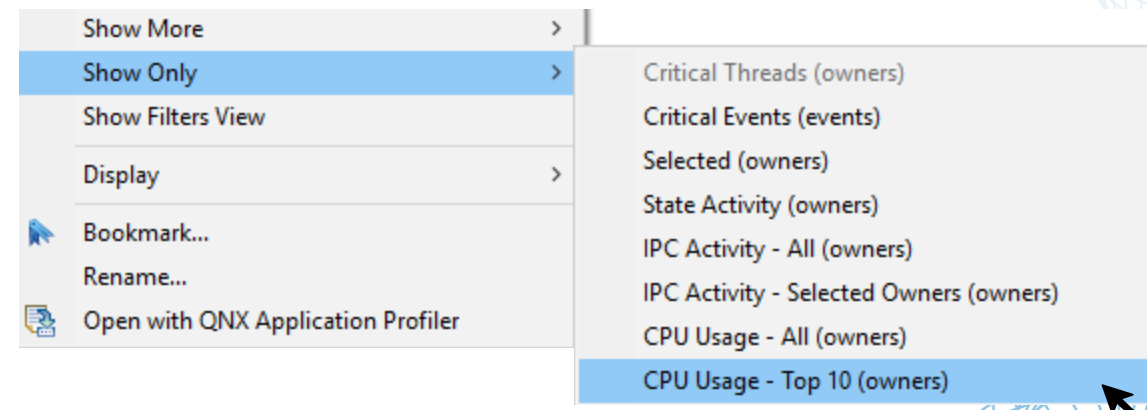 Show More
Show Only
Show Filters View
Display
Bookmark...
Rename...
Open with QNX Application Profiler
Critical Threads (owners)
Critical Events (events)
Selected (owners)
State Activity (owners)
IPC Activity - All (owners)
IPC Activity - Selected Owners (owners)
CPU Usage - All (owners)
CPU Usage - Top 10 (owners)